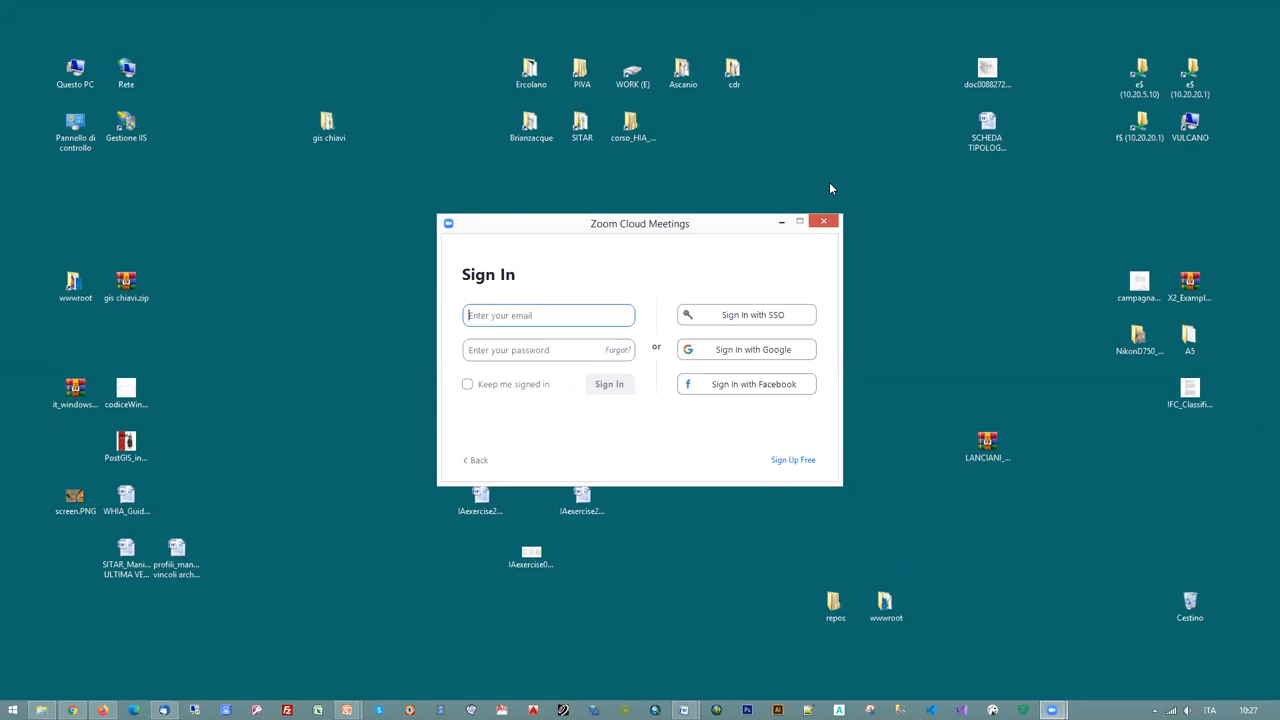 Questo PC
Rete
Ercolano
PIVA
WORK (E)
Ascanio
cdr
doc0088272...
e$
(10.20.5.10)
e$
(10.20.20.1)
Pannello di
controllo
Gestione IIS
gis chiavi
Brianzacque
SITAR
corso_HIA_...
SCHEDA
TIPOLOG...
f$ (10.20.20.1)
VULCANO
Zoom Cloud Meetings
Sign In
Enter your email
Sign In with SSO
Enter your password
Forgot?
or
Sign In with Google
Keep me signed in
Sign In
Sign In with Facebook
Back
Sign Up Free
wwwroot
gis chiavi.zip
campagna...
X2_Exampl...
NikonD750_...
A5
it_windows...
codiceWin...
IFC_Classifi...
PostGIS_in...
LANCIANI_...
screen.PNG
WHIA_Guid...
IAexercise2...
IAexercise2...
SITAR_Mani...
ULTIMA VE...
profili_man...
vincoli arch...
IAexercise0...
repos
wwwroot
Cestino
ITA
10:27